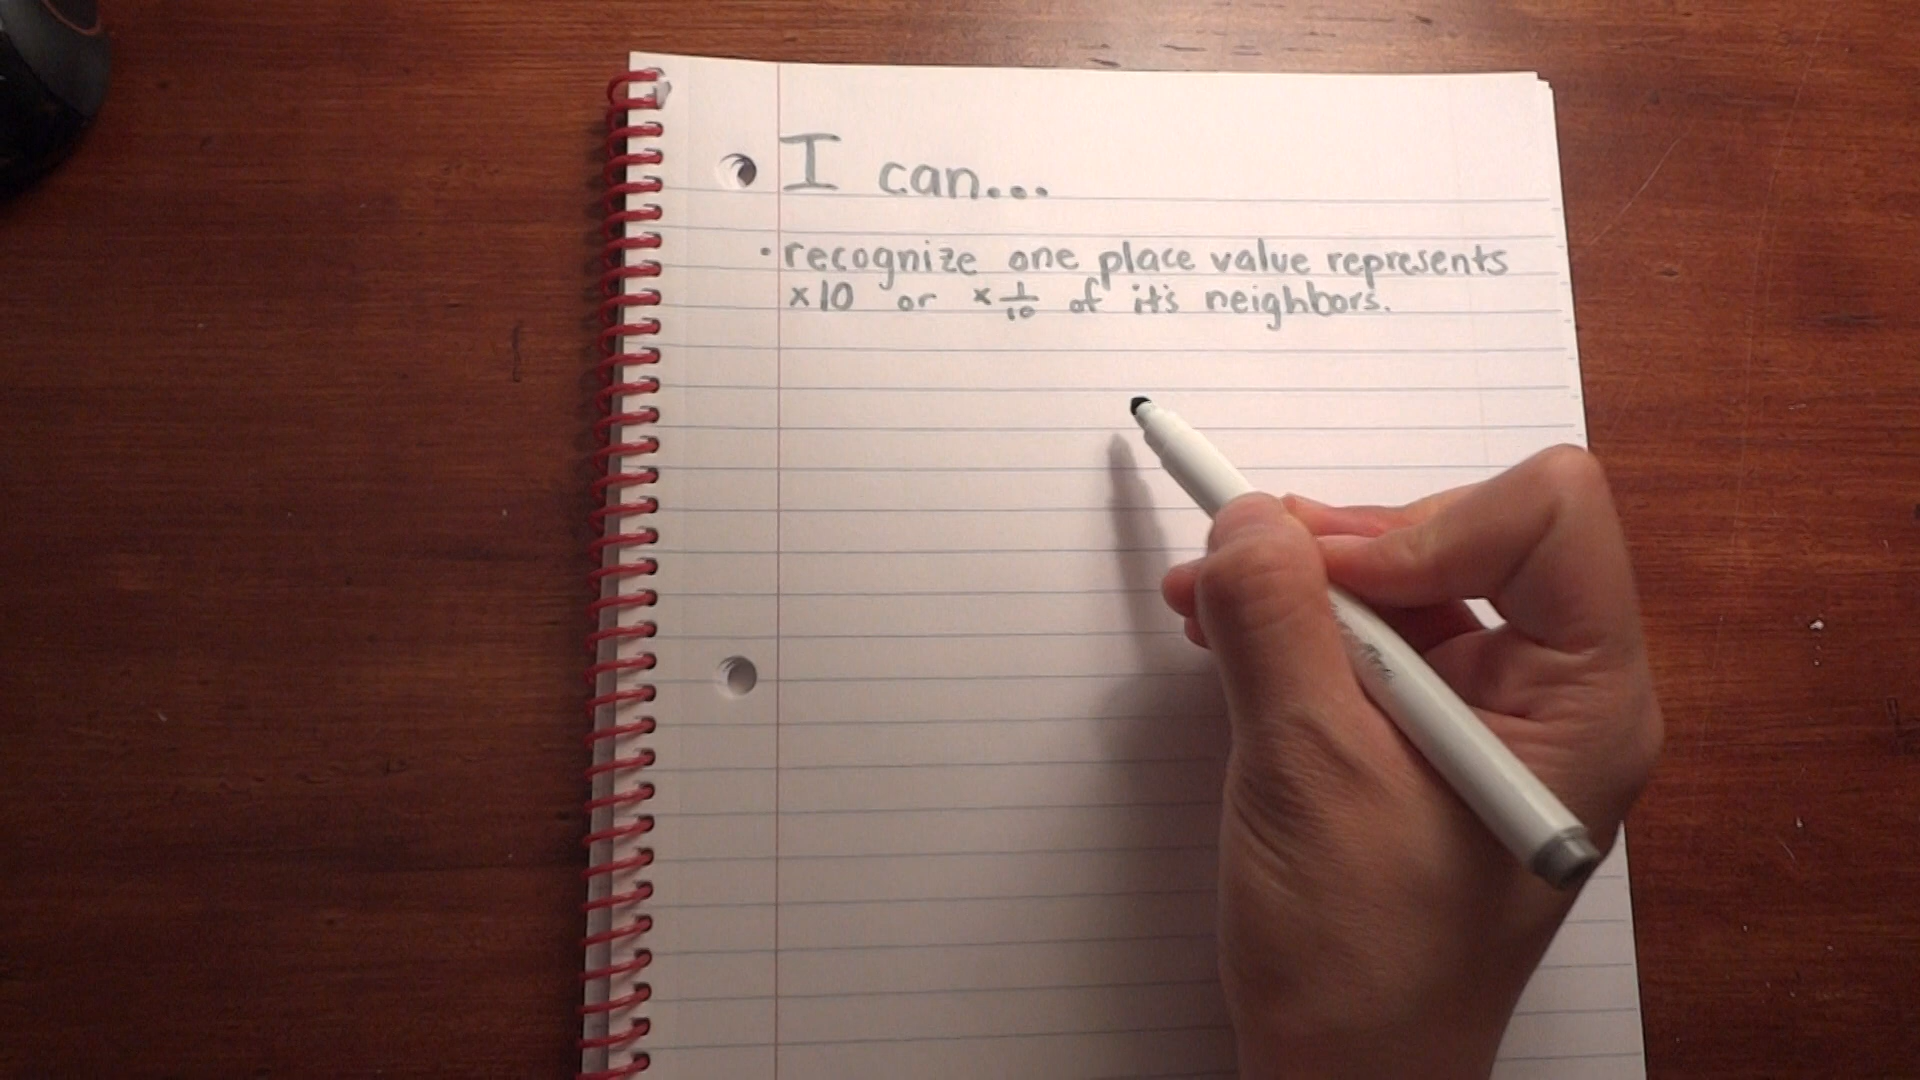 I can...
• recognize one place value represents
×10 or ×1/10 of it's neighbors.